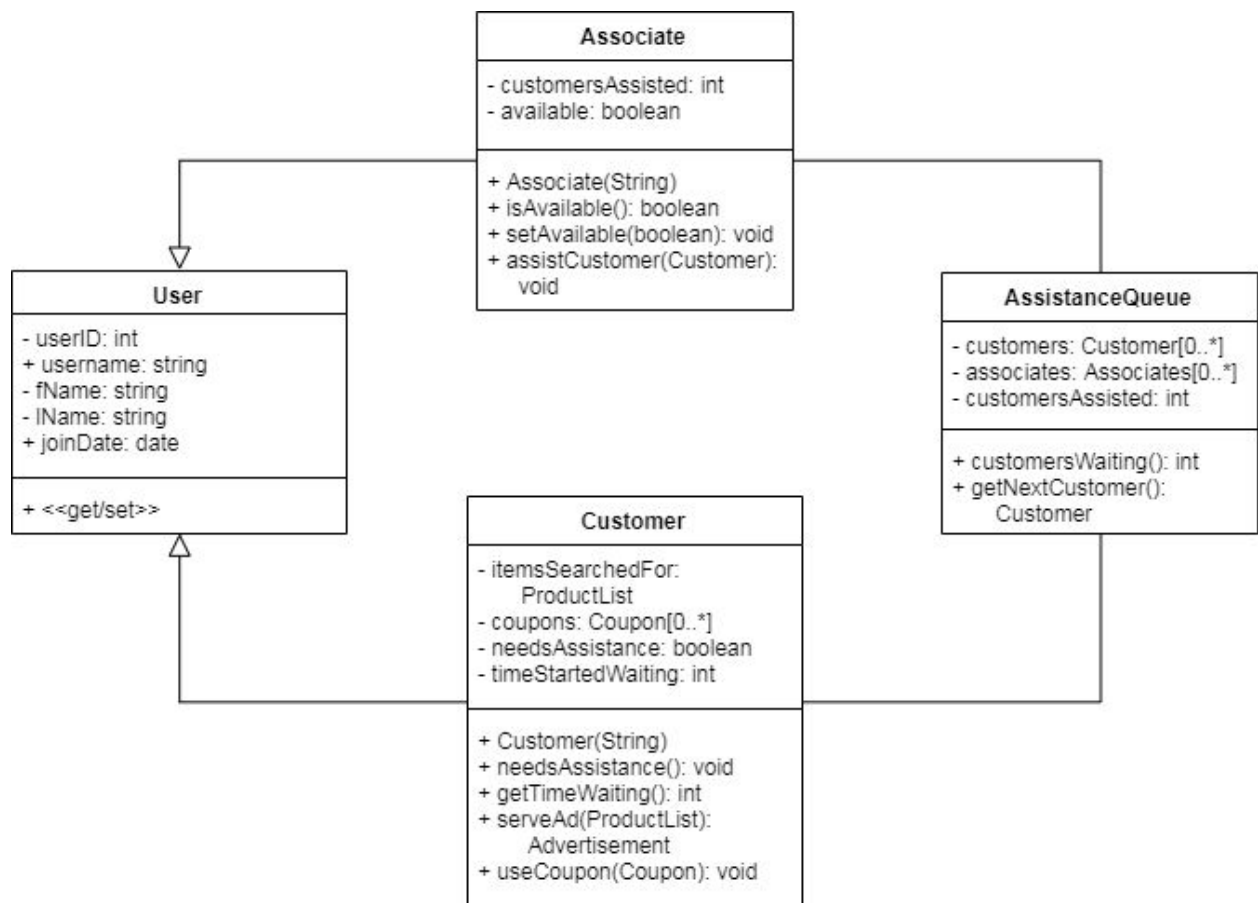 Associate
- customersAssisted: int
- available: boolean
+ Associate(String)
+ isAvailable(): boolean
+ setAvailable(boolean): void
+ assistCustomer(Customer):
void
User
- userID: int
+ username: string
- fName: string
- lName: string
+ joinDate: date
+ <<get/set>>
AssistanceQueue
- customers: Customer[0..*]
- associates: Associates[0..*]
- customersAssisted: int
+ customersWaiting(): int
+ getNextCustomer():
Customer
Customer
- itemsSearchedFor:
ProductList
- coupons: Coupon[0..*]
- needsAssistance: boolean
- timeStartedWaiting: int
+ Customer(String)
+ needsAssistance(): void
+ getTimeWaiting(): int
+ serveAd(ProductList):
Advertisement
+ useCoupon(Coupon): void